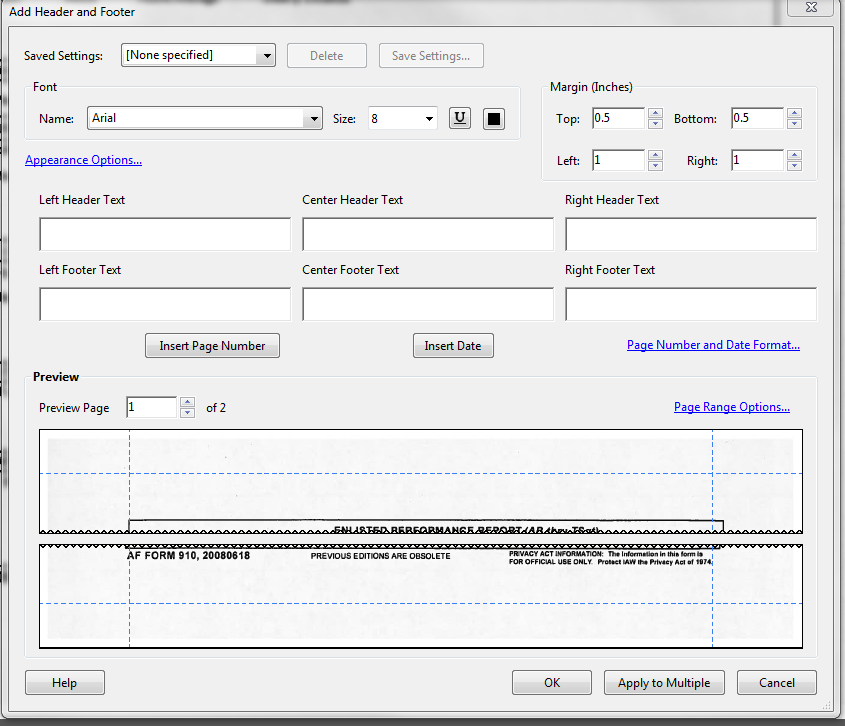 Add Header and Footer
Saved Settings: [None specified] Delete Save Settings...
Font
Name: Arial Size: 8 U
Margin (Inches)
Top: 0.5 Bottom: 0.5
Left: 1 Right: 1
Appearance Options...
Left Header Text Center Header Text Right Header Text
Left Footer Text Center Footer Text Right Footer Text
Insert Page Number Insert Date Page Number and Date Format...
Preview
Preview Page 1 of 2 Page Range Options...
ENLISTED PERFORMANCE REPORT (AB thru TSgt)
AF FORM 910, 20080618 PREVIOUS EDITIONS ARE OBSOLETE PRIVACY ACT INFORMATION: The information in this form is
FOR OFFICIAL USE ONLY. Protect IAW the Privacy Act of 1974.
Help OK Apply to Multiple Cancel